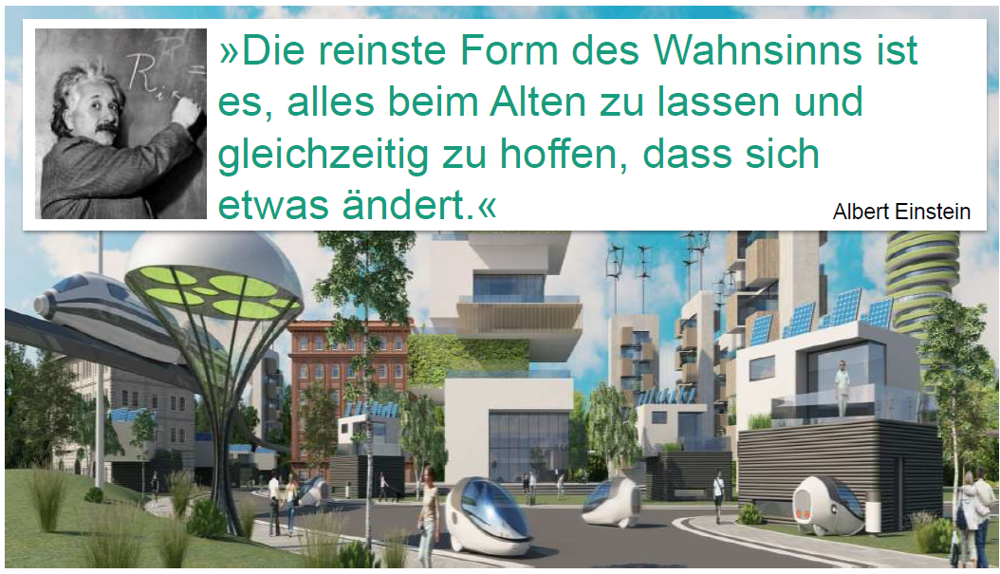 »Die reinste Form des Wahnsinns ist
es, alles beim Alten zu lassen und
gleichzeitig zu hoffen, dass sich
etwas ändert.«
Albert Einstein